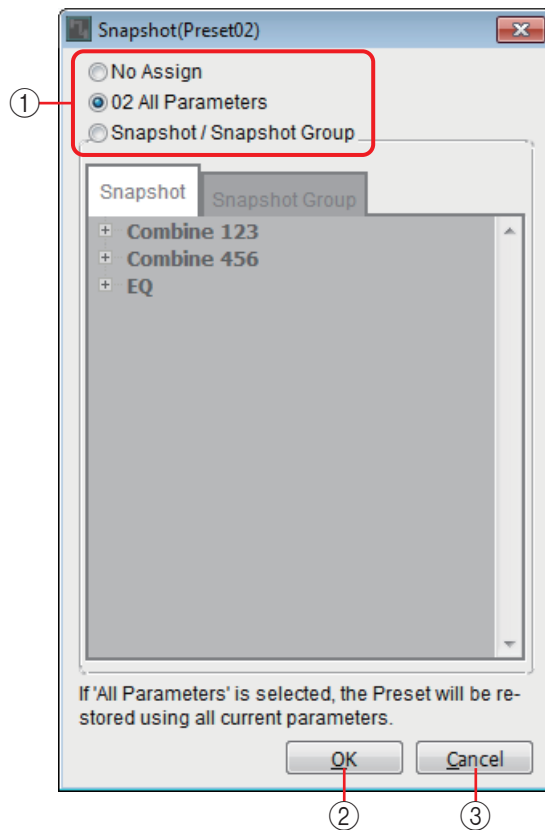 Snapshot(Preset02)
No Assign
① 02 All Parameters
Snapshot / Snapshot Group
Snapshot Snapshot Group
Combine 123
Combine 456
EQ
If 'All Parameters' is selected, the Preset will be re-
stored using all current parameters.
OK Cancel
② ③